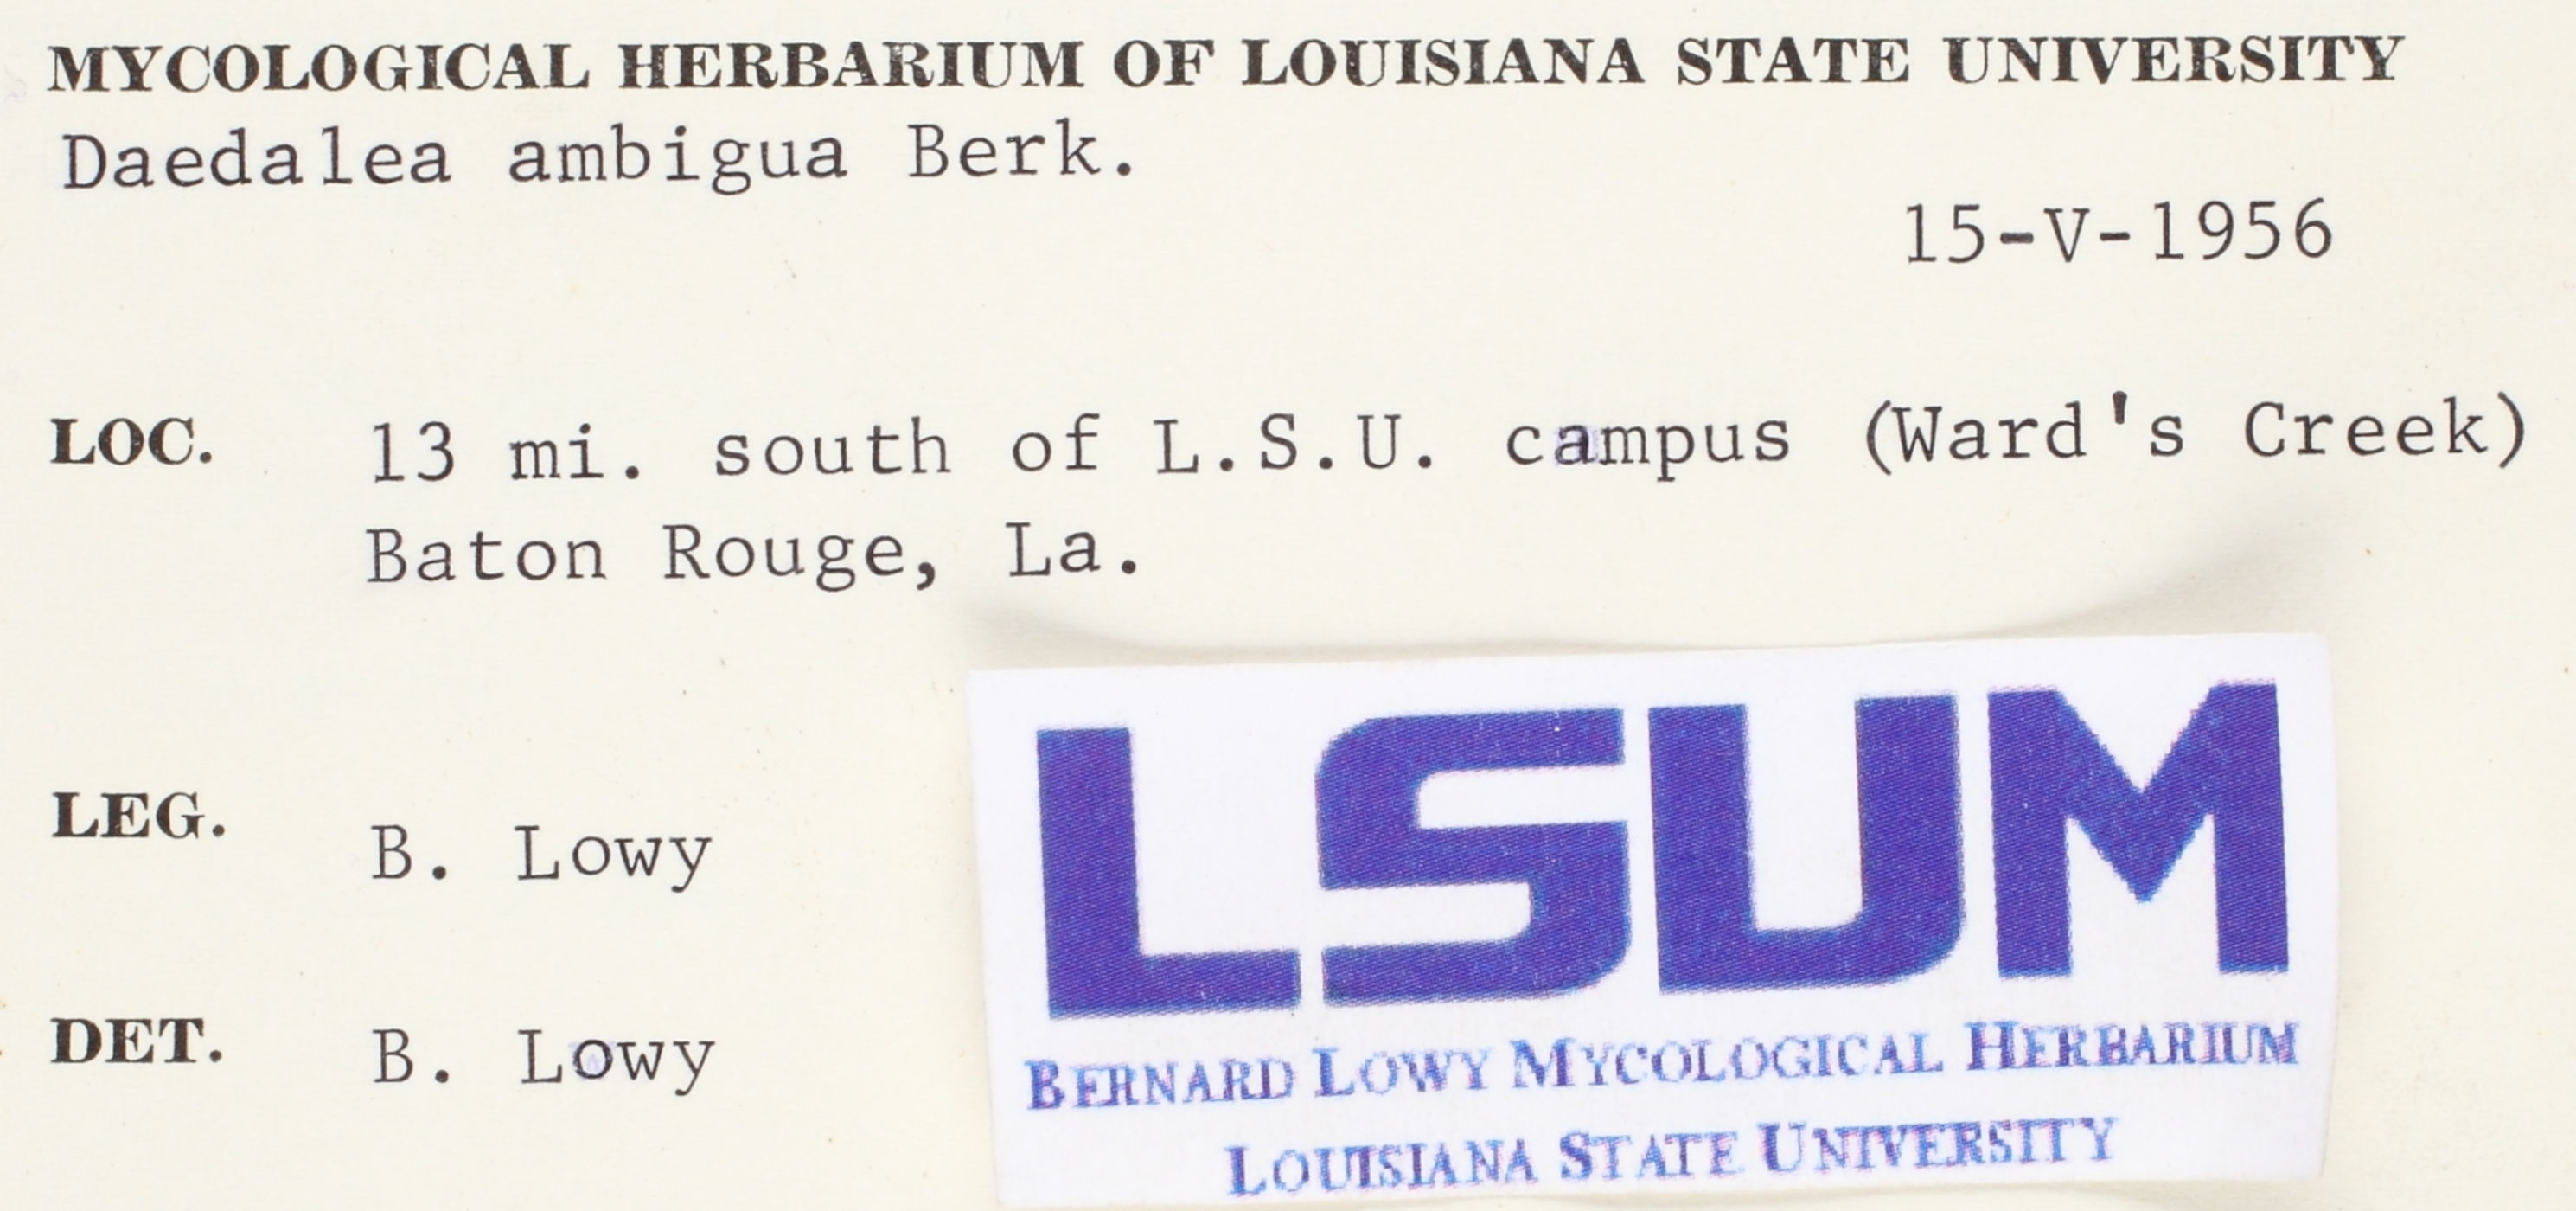 MYCOLOGICAL HERBARIUM OF LOUISIANA STATE UNIVERSITY
Daedalea ambigua Berk.
15-V-1956
LOC. 13 mi. south of L.S.U. campus (Ward's Creek)
Baton Rouge, La.
LEG. B. Lowy
DET. B. Lowy
LSUM
BERNARD LOWY MYCOLOGICAL HERBARIUM
LOUISIANA STATE UNIVERSITY